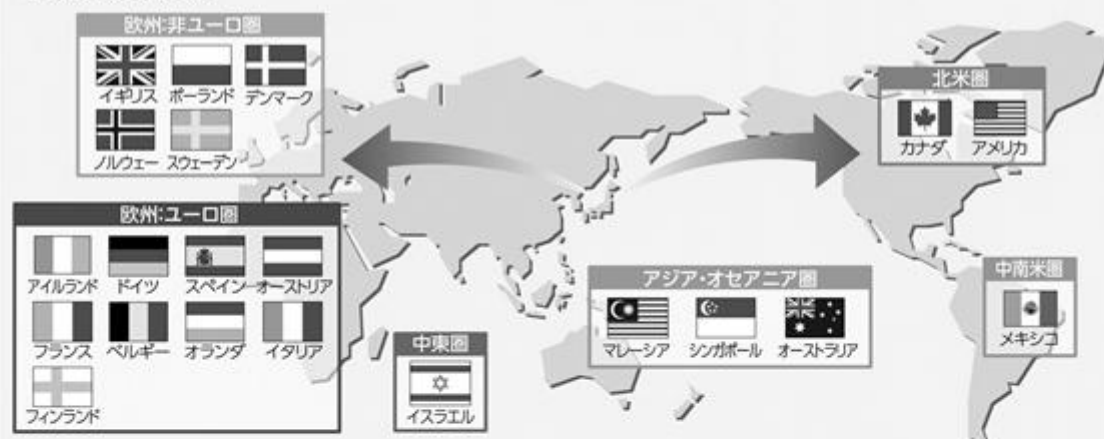 欧州:非ユーロ圏
イギリス ポーランド デンマーク
ノルウェー スウェーデン
欧州:ユーロ圏
アイルランド ドイツ スペイン オーストリア
フランス ベルギー オランダ イタリア
フィンランド
中東圏
イスラエル
アジア・オセアニア圏
マレーシア シンガポール オーストラリア
北米圏
カナダ アメリカ
中南米圏
メキシコ